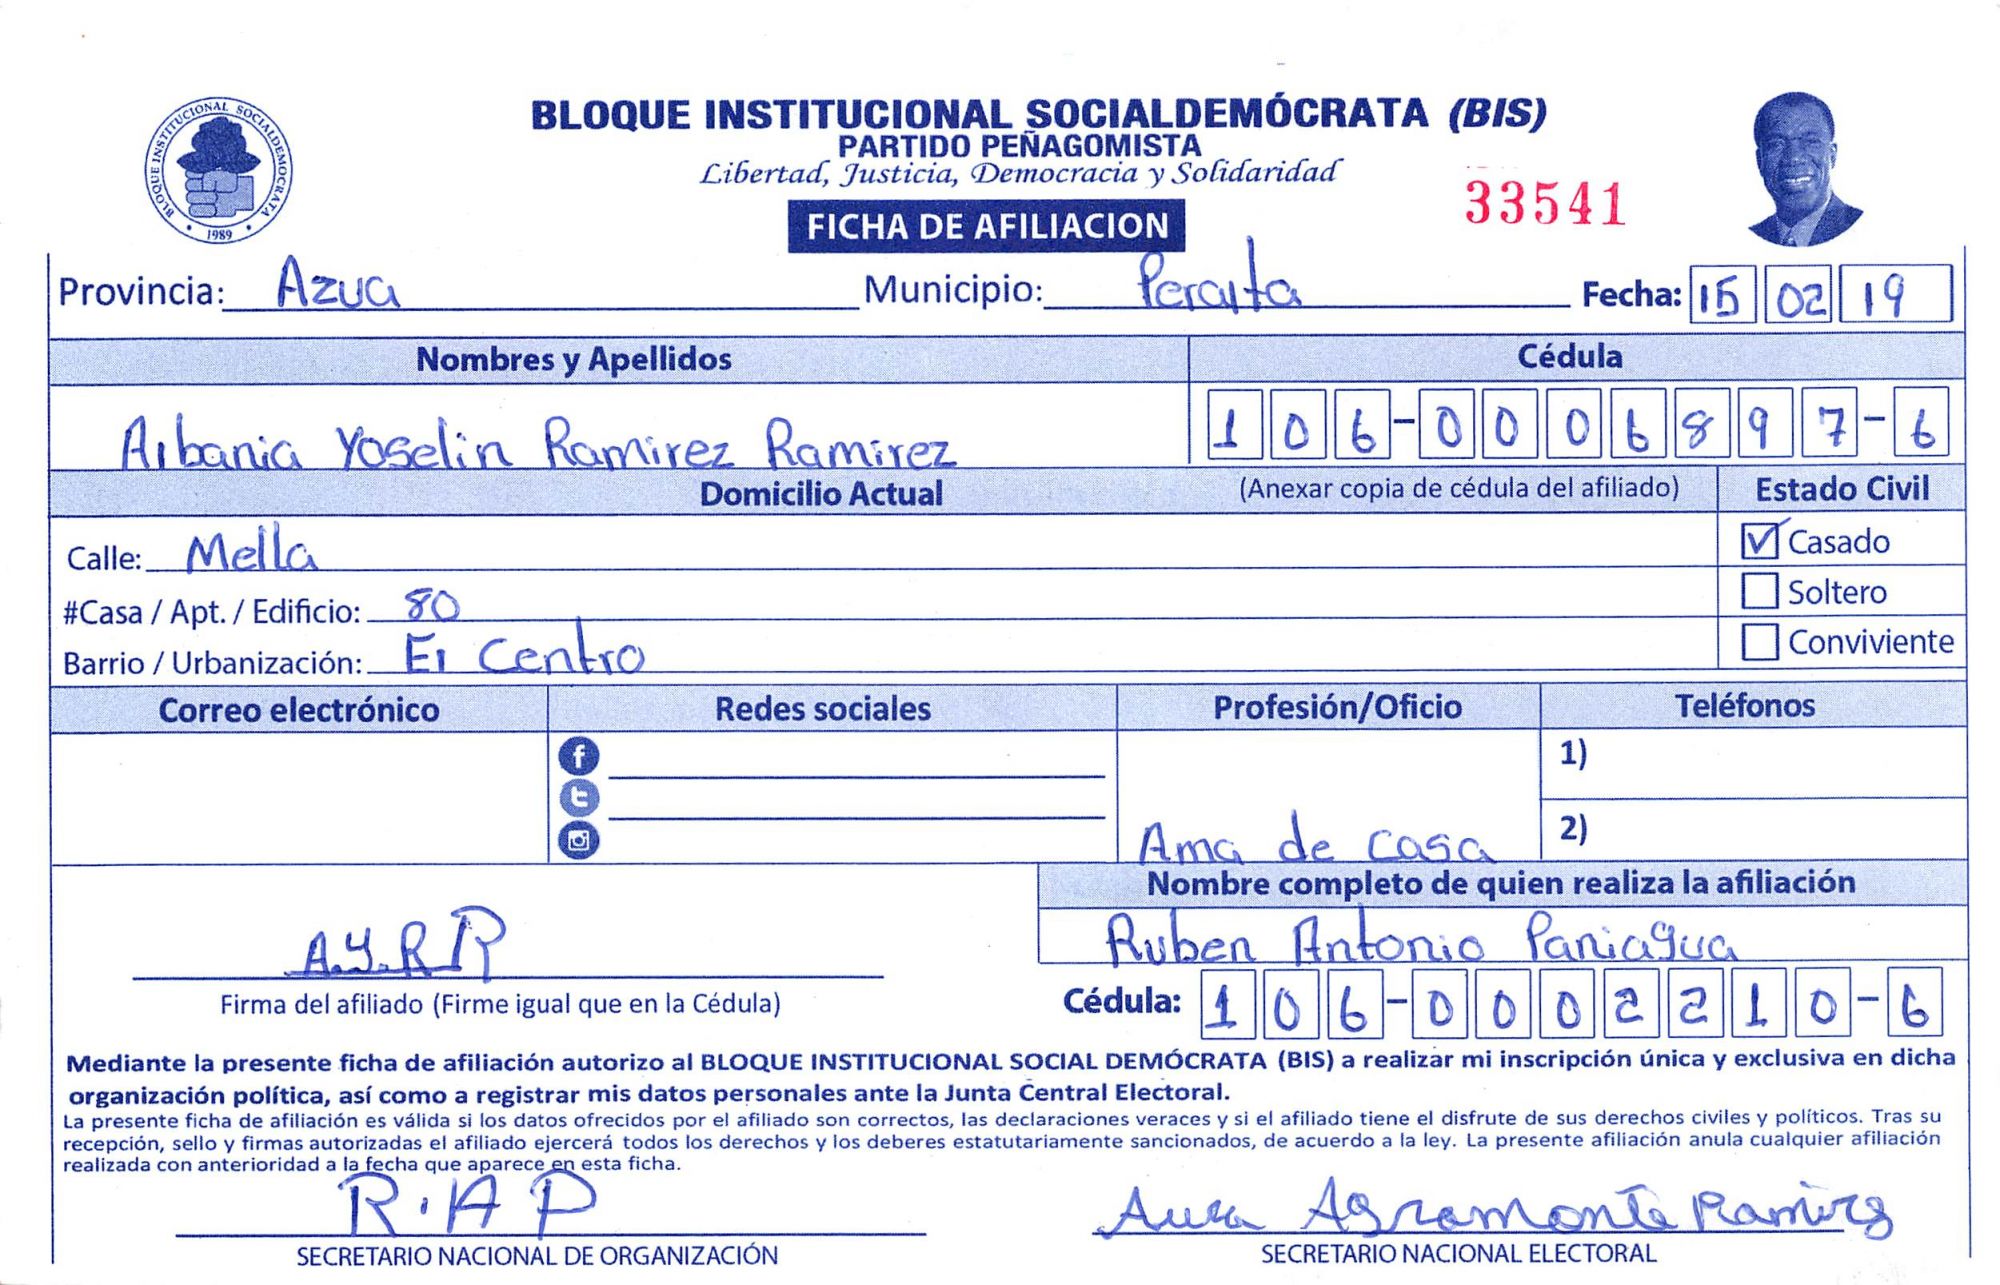 BLOQUE INSTITUCIONAL SOCIALDEMOCRATA
1989
BLOQUE INSTITUCIONAL SOCIALDEMÓCRATA (BIS)
PARTIDO PEÑAGOMISTA
Libertad, Justicia, Democracia y Solidaridad
FICHA DE AFILIACION
33541
Provincia: Azua Municipio: Peralta Fecha: 15 02 19
Nombres y Apellidos Cédula
Albania Yoselin Ramirez Ramirez 106-0006897-6
Domicilio Actual (Anexar copia de cédula del afiliado) Estado Civil
Calle: Mella ☑ Casado
#Casa / Apt. / Edificio: 80 ☐ Soltero
Barrio / Urbanización: El Centro ☐ Conviviente
Correo electrónico Redes sociales Profesión/Oficio Teléfonos
1)
2)
Ama de casa
Nombre completo de quien realiza la afiliación
Ruben Antonio Paniagua
A.Y.R R
Firma del afiliado (Firme igual que en la Cédula) Cédula: 106-0002210-6
Mediante la presente ficha de afiliación autorizo al BLOQUE INSTITUCIONAL SOCIAL DEMÓCRATA (BIS) a realizar mi inscripción única y exclusiva en dicha
organización política, así como a registrar mis datos personales ante la Junta Central Electoral.
La presente ficha de afiliación es válida si los datos ofrecidos por el afiliado son correctos, las declaraciones veraces y si el afiliado tiene el disfrute de sus derechos civiles y políticos. Tras su
recepción, sello y firmas autorizadas el afiliado ejercerá todos los derechos y los deberes estatutariamente sancionados, de acuerdo a la ley. La presente afiliación anula cualquier afiliación
realizada con anterioridad a la fecha que aparece en esta ficha.
R.A P Aura Agramonte Ramirez
SECRETARIO NACIONAL DE ORGANIZACIÓN SECRETARIO NACIONAL ELECTORAL